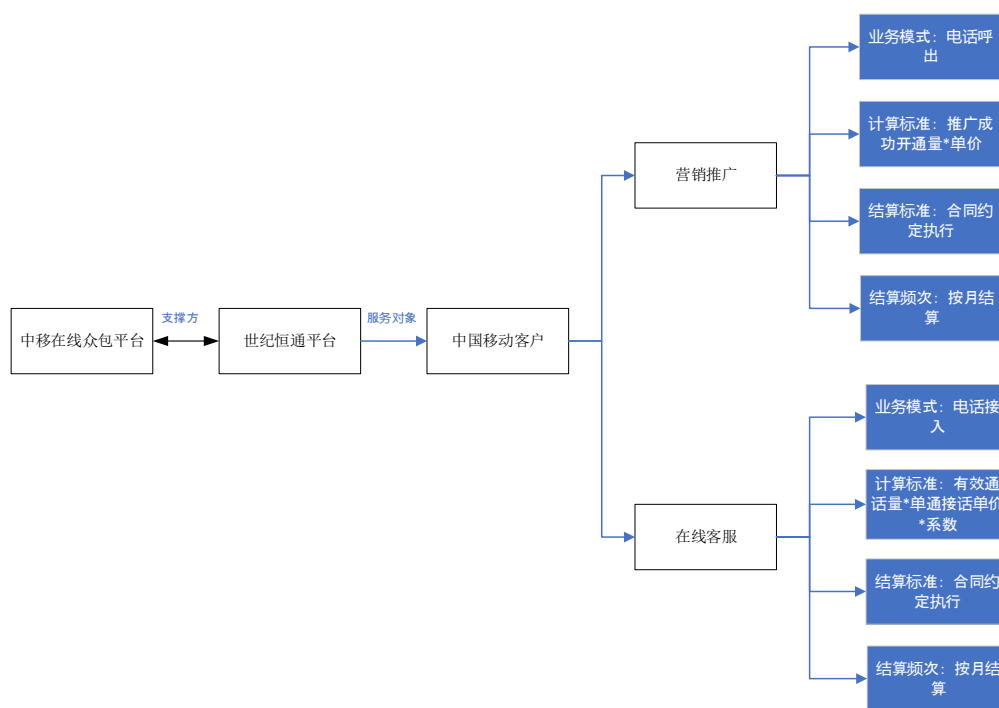 业务模式：电话呼
出
计算标准：推广成
功开通量*单价
营销推广
结算标准：合同约
定执行
结算频次：按月结
算
中移在线众包平台
支撑方
世纪恒通平台
服务对象
中国移动客户
业务模式：电话接
入
计算标准：有效通
话量*单通接话单价
*系数
在线客服
结算标准：合同约
定执行
结算频次：按月结
算